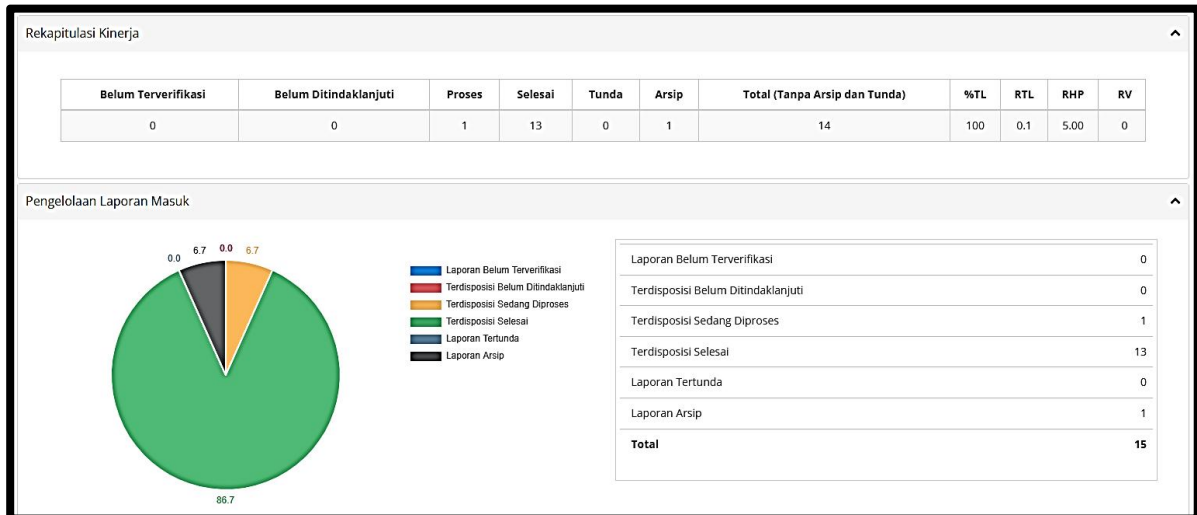 Rekapitulasi Kinerja
Belum Terverifikasi Belum Ditindaklanjuti Proses Selesai Tunda Arsip Total (Tanpa Arsip dan Tunda) %TL RTL RHP RV
0 0 1 13 0 1 14 100 0.1 5.00 0
Pengelolaan Laporan Masuk
0.0 6.7 0.0 6.7
86.7
Laporan Belum Terverifikasi
Terdisposisi Belum Ditindaklanjuti
Terdisposisi Sedang Diproses
Terdisposisi Selesai
Laporan Tertunda
Laporan Arsip
Laporan Belum Terverifikasi 0
Terdisposisi Belum Ditindaklanjuti 0
Terdisposisi Sedang Diproses 1
Terdisposisi Selesai 13
Laporan Tertunda 0
Laporan Arsip 1
Total 15